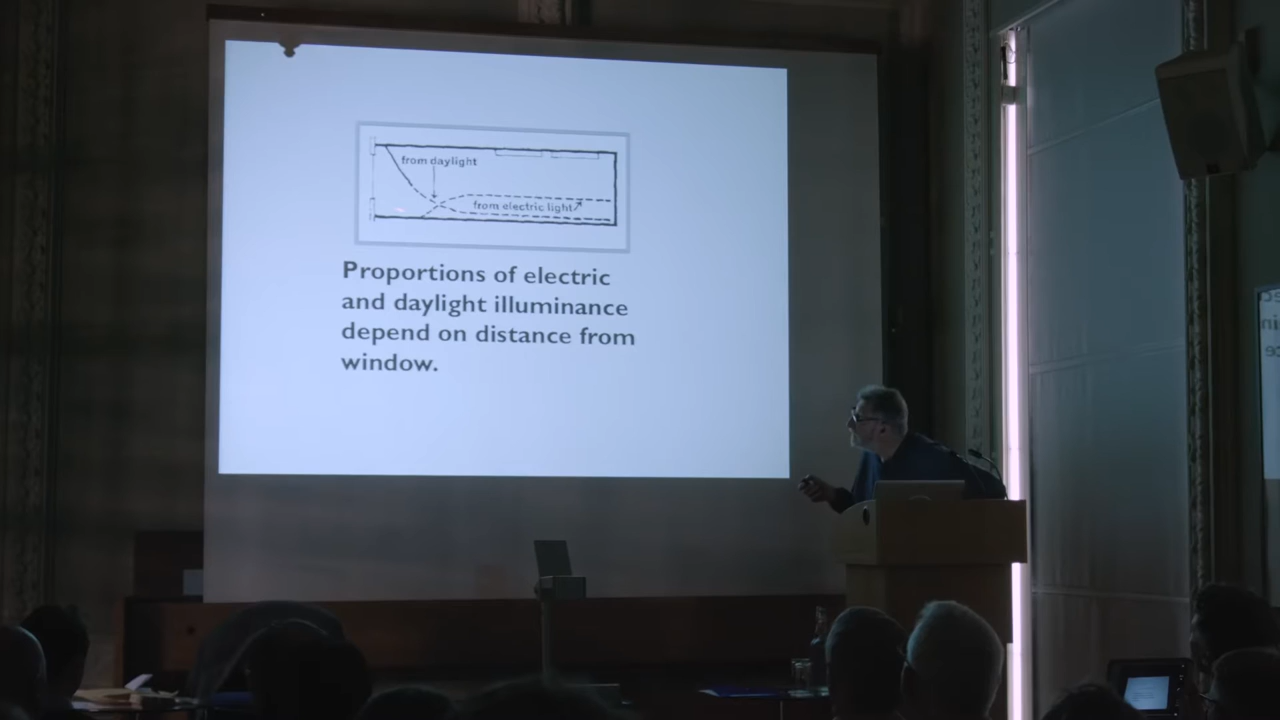 from daylight
from electric light
Proportions of electric
and daylight illuminance
depend on distance from
window.